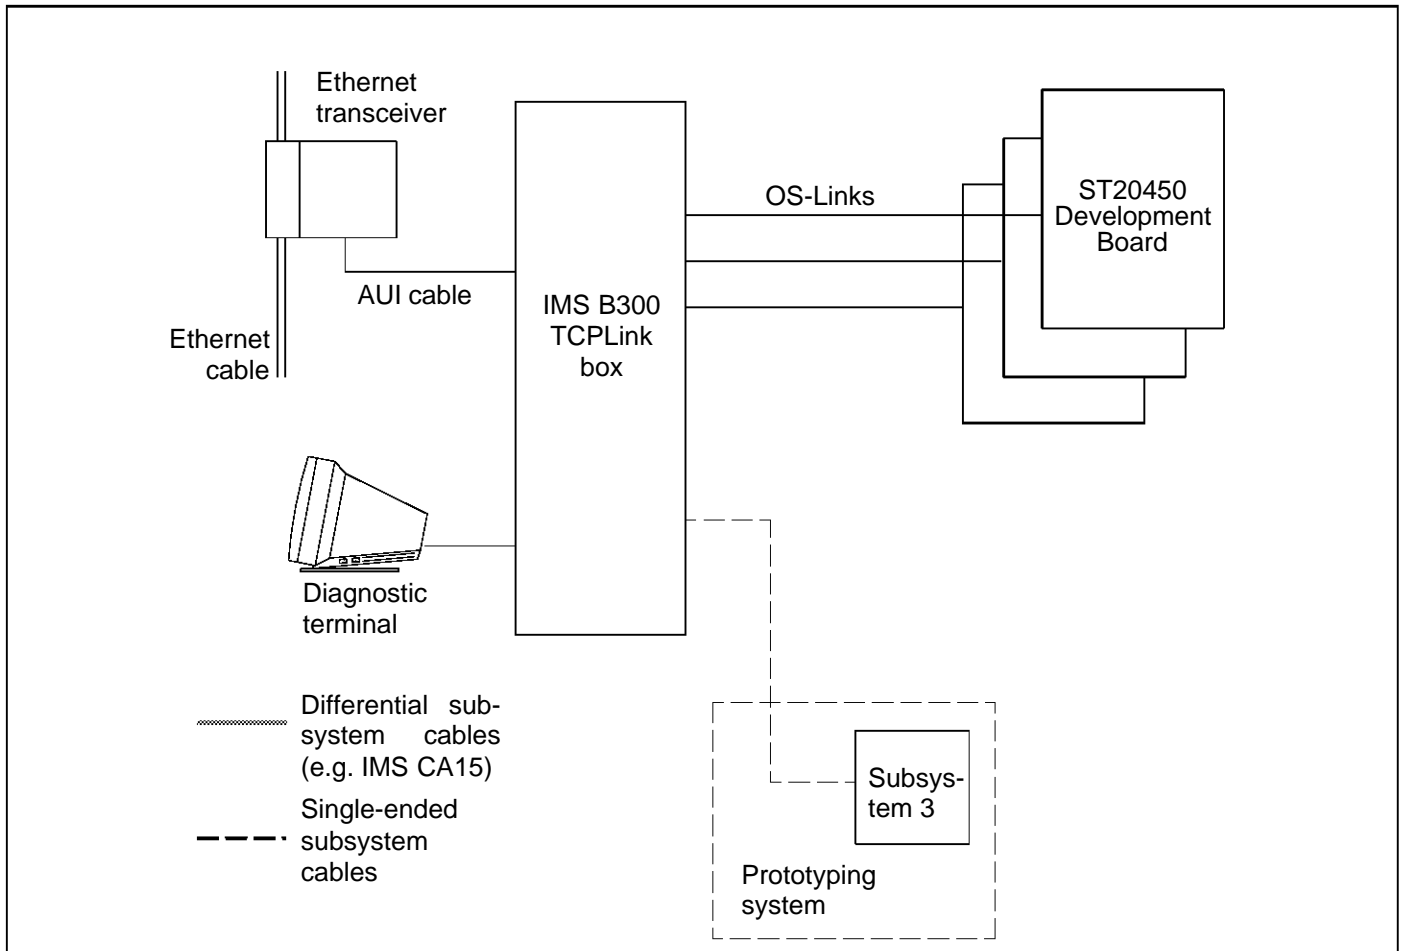 Ethernet
transceiver
AUI cable
Ethernet
cable
IMS B300
TCPLink
box
OS-Links
ST20450
Development
Board
Diagnostic
terminal
Differential sub-
system cables
(e.g. IMS CA15)
Single-ended
subsystem
cables
Subsys-
tem 3
Prototyping
system